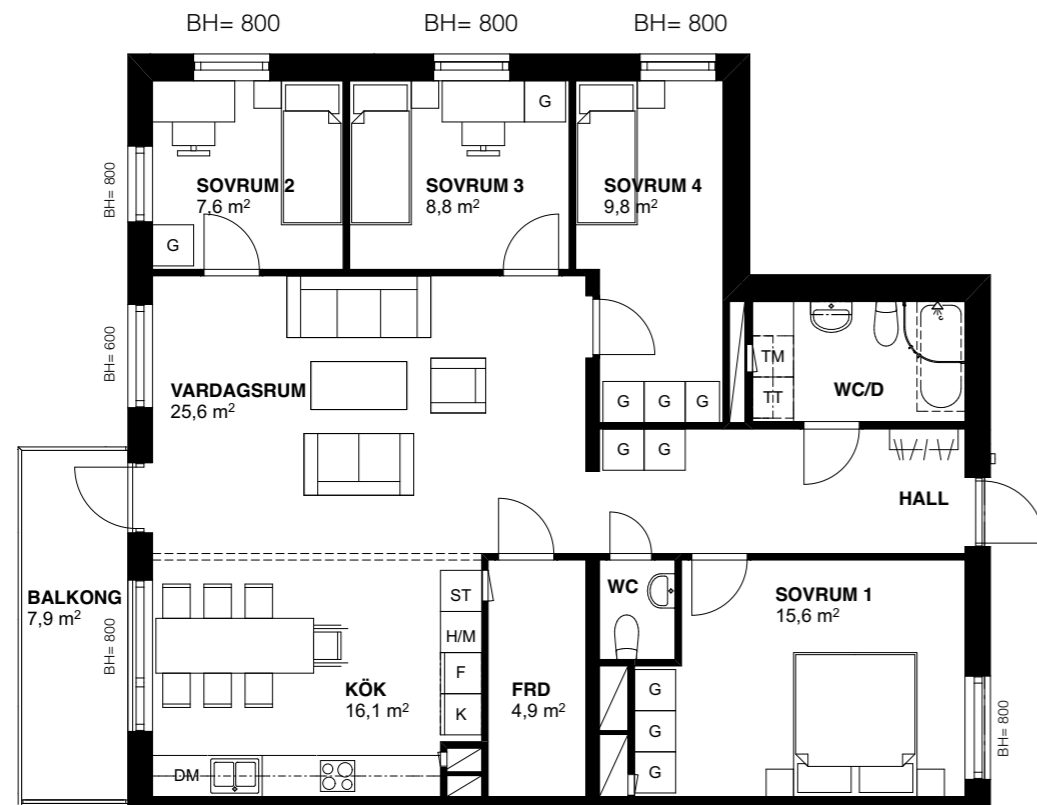 BH= 800
BH= 800
BH= 800
BH= 800
SOVRUM 2
7,6 m²
G
SOVRUM 3
8,8 m²
G
SOVRUM 4
9,8 m²
BH= 600
VARDAGSRUM
25,6 m²
G
G
G
G
G
TM
TT
WC/D
HALL
BALKONG
7,9 m²
BH= 800
KÖK
16,1 m²
ST
H/M
F
K
DM
FRD
4,9 m²
WC
SOVRUM 1
15,6 m²
G
G
G
BH= 800